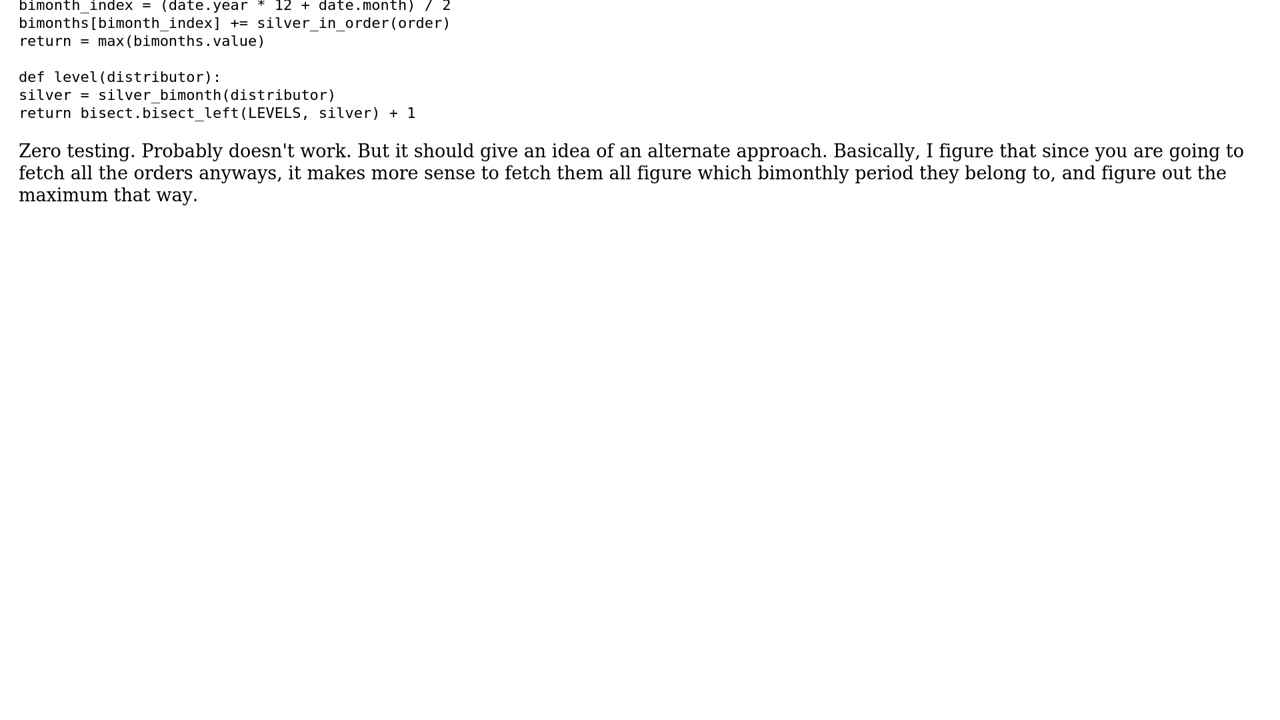 bimonth_index = (date.year * 12 + date.month) / 2
bimonths[bimonth_index] += silver_in_order(order)
return = max(bimonths.value)
def level(distributor):
silver = silver_bimonth(distributor)
return bisect.bisect_left(LEVELS, silver) + 1
Zero testing. Probably doesn't work. But it should give an idea of an alternate approach. Basically, I figure that since you are going to
fetch all the orders anyways, it makes more sense to fetch them all figure which bimonthly period they belong to, and figure out the
maximum that way.